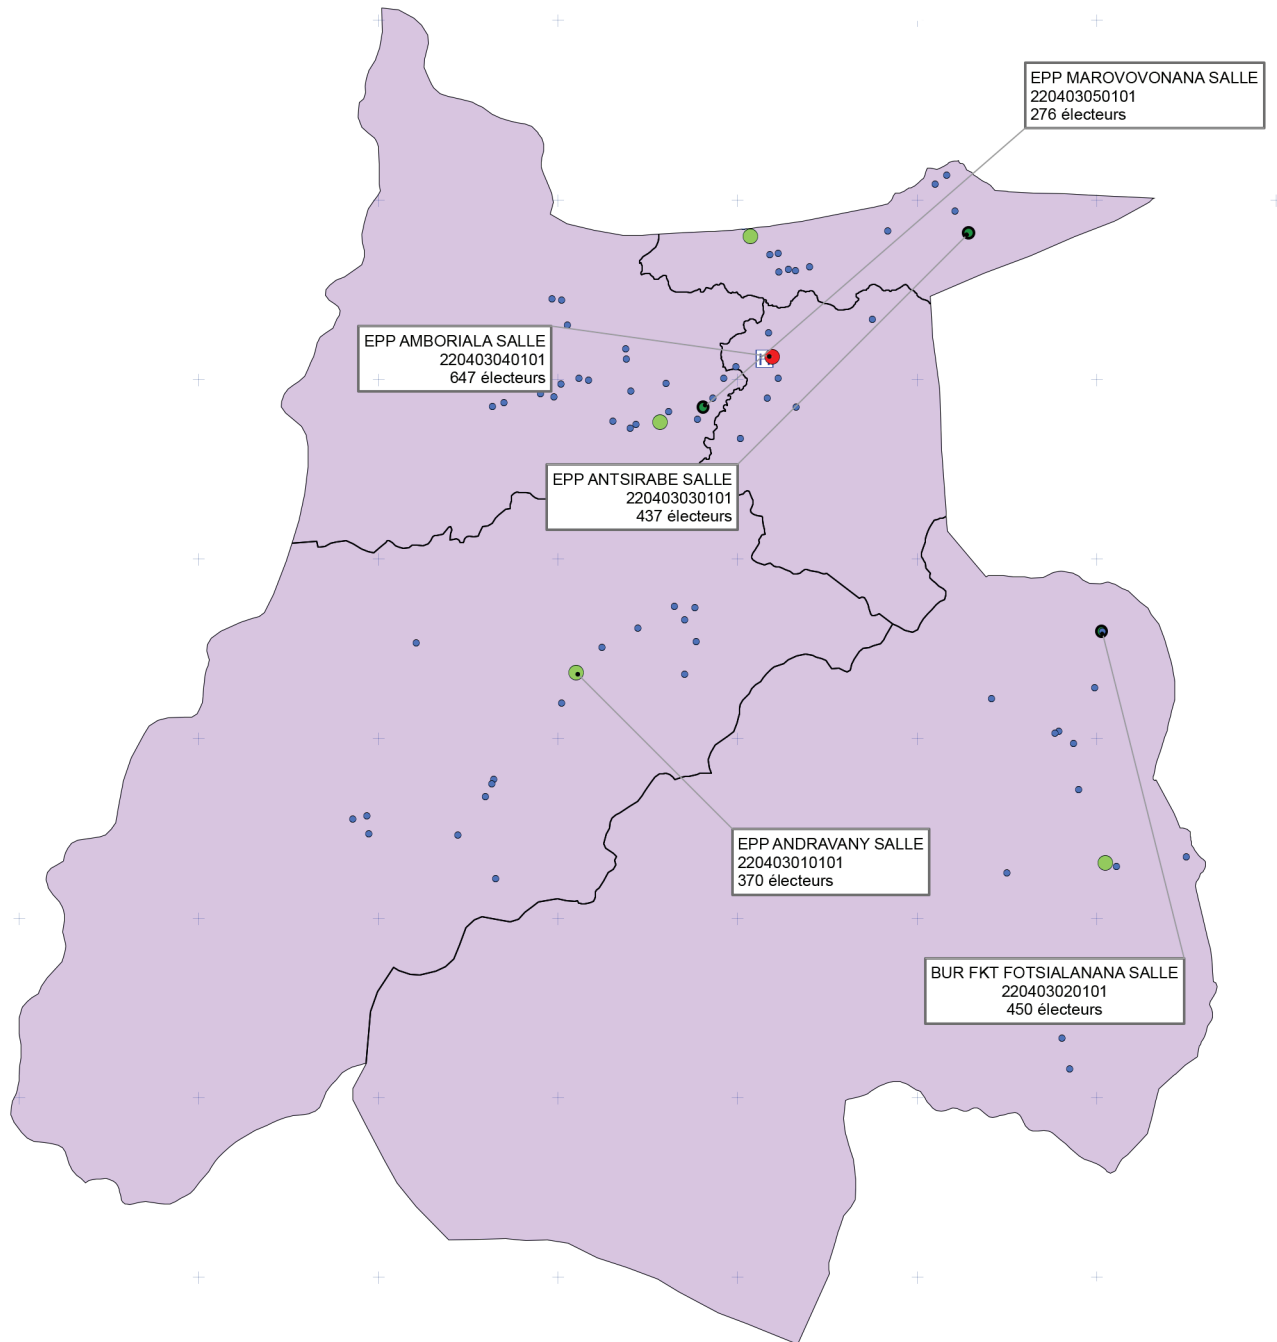 EPP MAROVOVONANA SALLE
220403050101
276 électeurs
EPP AMBORIALA SALLE
220403040101
647 électeurs
EPP ANTSIRABE SALLE
220403030101
437 électeurs
EPP ANDRAVANY SALLE
220403010101
370 électeurs
BUR FKT FOTSIALANANA SALLE
220403020101
450 électeurs